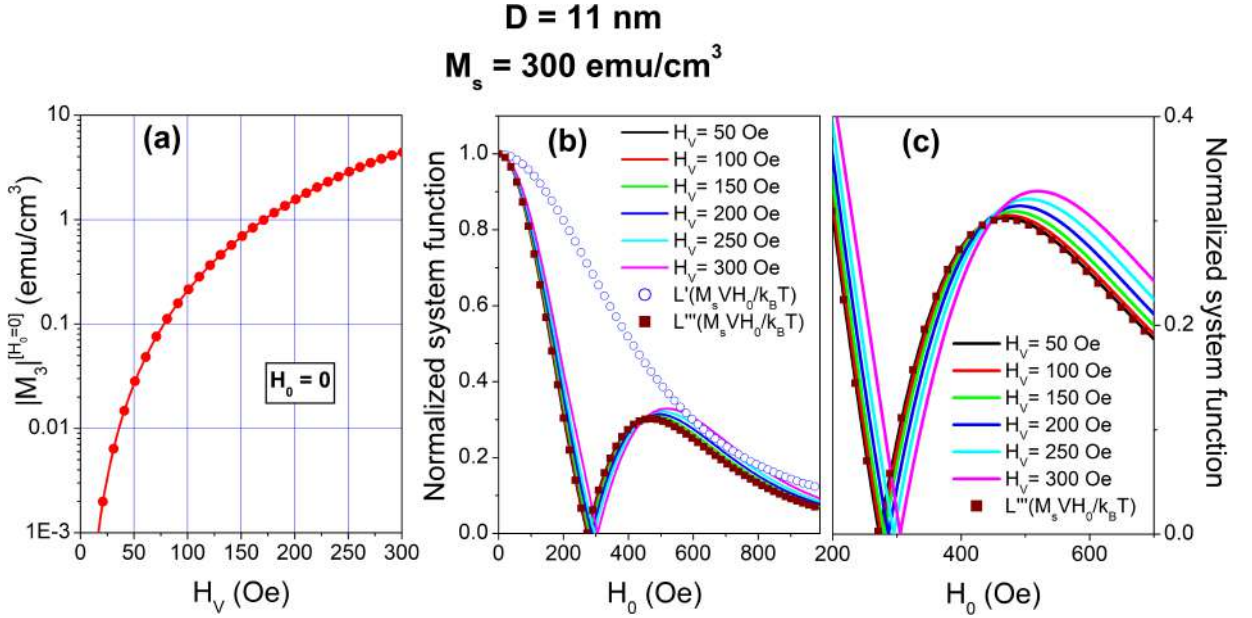 D = 11 nm
M_s = 300 emu/cm³
(a)
|M_3|^[H_0=0] (emu/cm³)
10
1
0.1
0.01
1E-3
H_0 = 0
0 50 100 150 200 250 300
H_V (Oe)
(b)
Normalized system function
1.0
0.8
0.6
0.4
0.2
0.0
H_V= 50 Oe
H_V= 100 Oe
H_V= 150 Oe
H_V= 200 Oe
H_V= 250 Oe
H_V= 300 Oe
L'(M_sVH_0/k_BT)
L'''(M_sVH_0/k_BT)
0 200 400 600 800
H_0 (Oe)
(c)
Normalized system function
0.4
0.2
0.0
H_V= 50 Oe
H_V= 100 Oe
H_V= 150 Oe
H_V= 200 Oe
H_V= 250 Oe
H_V= 300 Oe
L'''(M_sVH_0/k_BT)
200 400 600
H_0 (Oe)